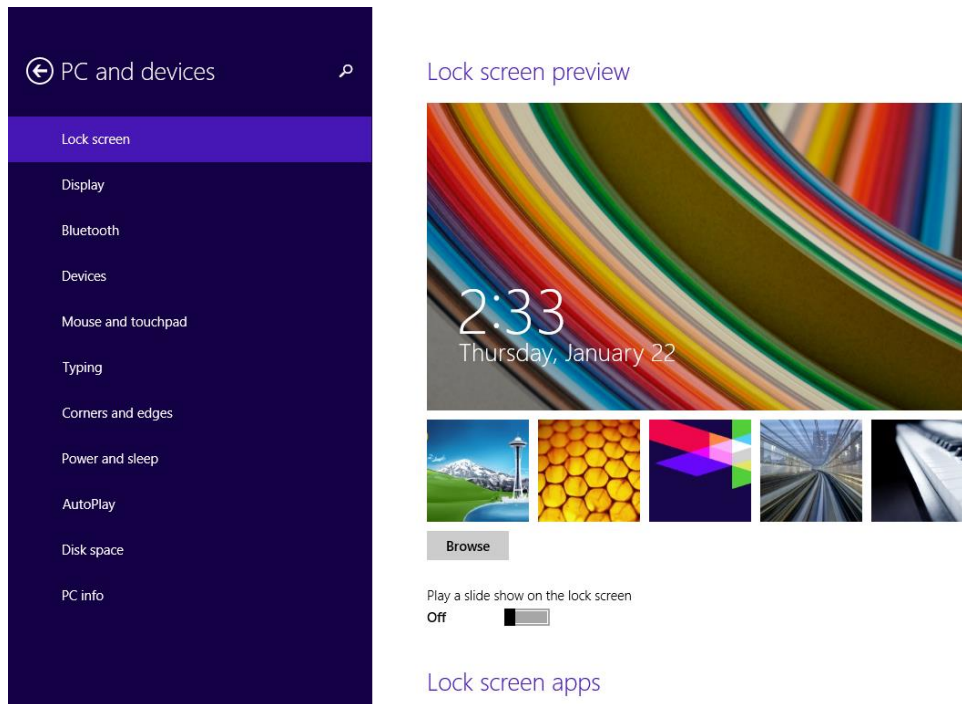 PC and devices
Lock screen
Display
Bluetooth
Devices
Mouse and touchpad
Typing
Corners and edges
Power and sleep
AutoPlay
Disk space
PC info
Lock screen preview
2:33
Thursday, January 22
Browse
Play a slide show on the lock screen
Off
Lock screen apps